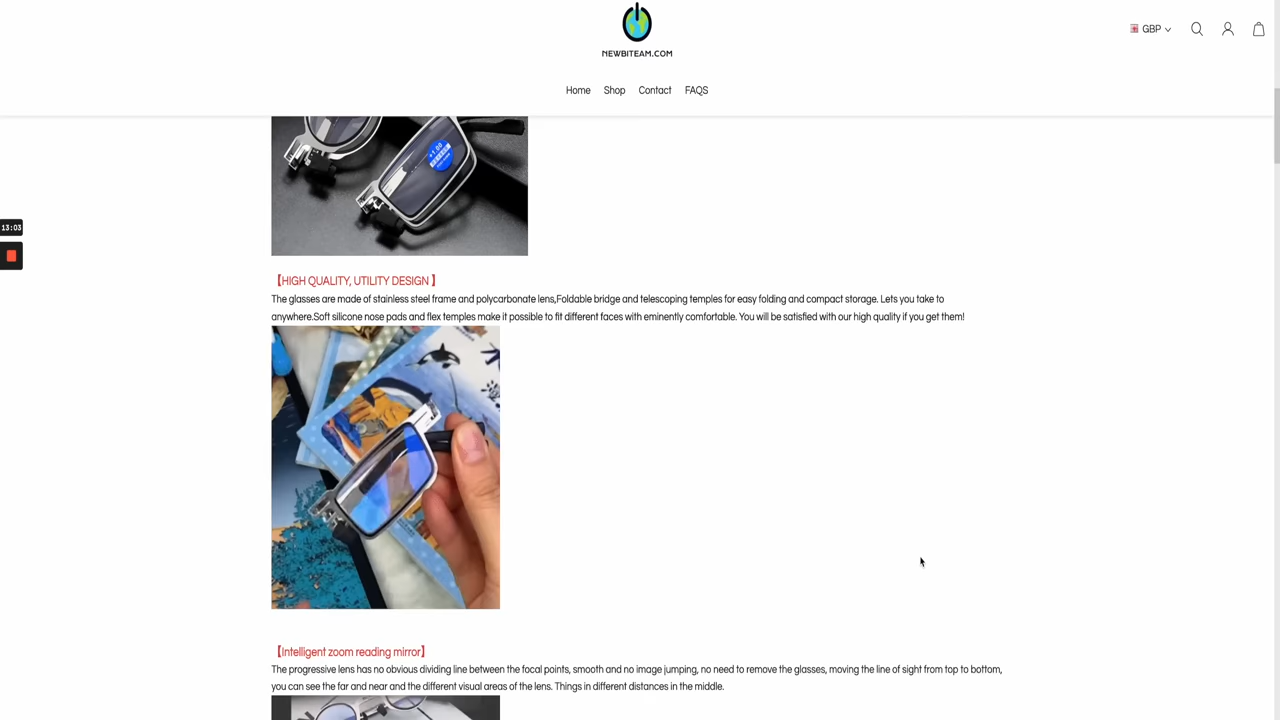 NEWBITEAM.COM
GBP
Home Shop Contact FAQS
+1.00
13:03
【HIGH QUALITY, UTILITY DESIGN 】
The glasses are made of stainless steel frame and polycarbonate lens,Foldable bridge and telescoping temples for easy folding and compact storage. Lets you take to
anywhere.Soft silicone nose pads and flex temples make it possible to fit different faces with eminently comfortable. You will be satisfied with our high quality if you get them!
【Intelligent zoom reading mirror】
The progressive lens has no obvious dividing line between the focal points, smooth and no image jumping, no need to remove the glasses, moving the line of sight from top to bottom,
you can see the far and near and the different visual areas of the lens. Things in different distances in the middle.